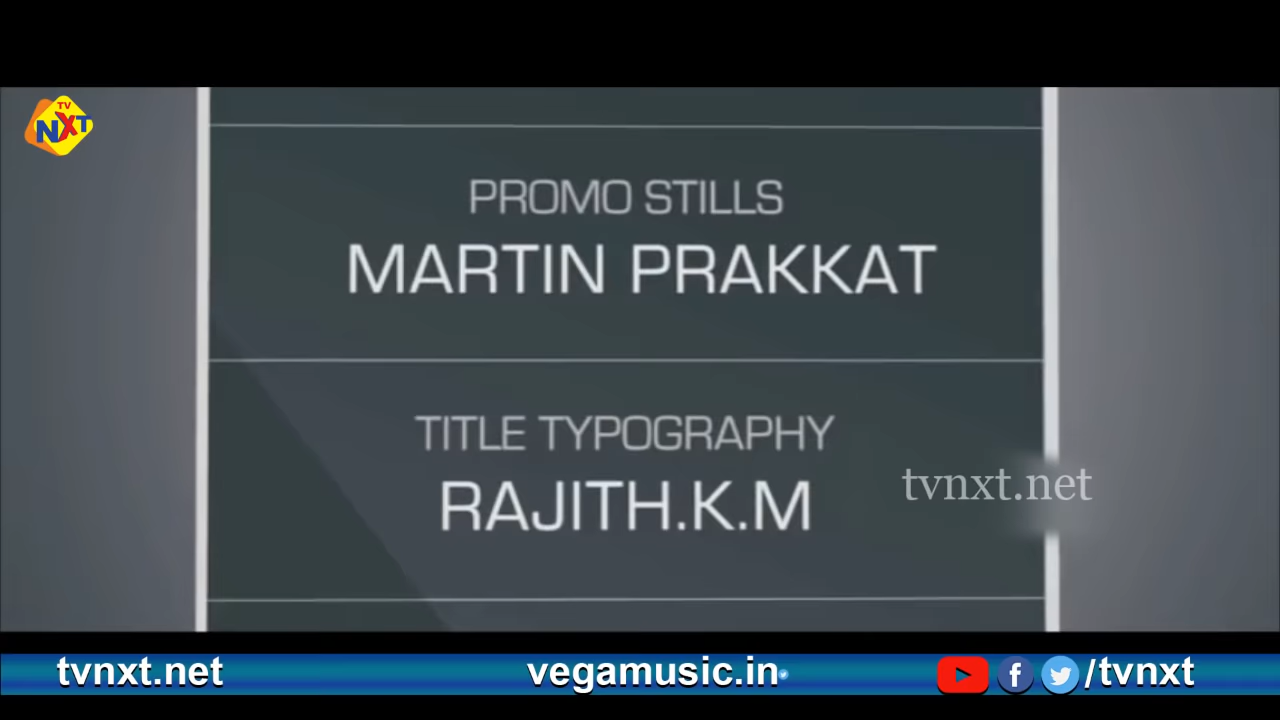 TV
NXT
PROMO STILLS
MARTIN PRAKKAT
TITLE TYPOGRAPHY
RAJITH.K.M
tvnxt.net
tvnxt.net
vegamusic.in
/tvnxt